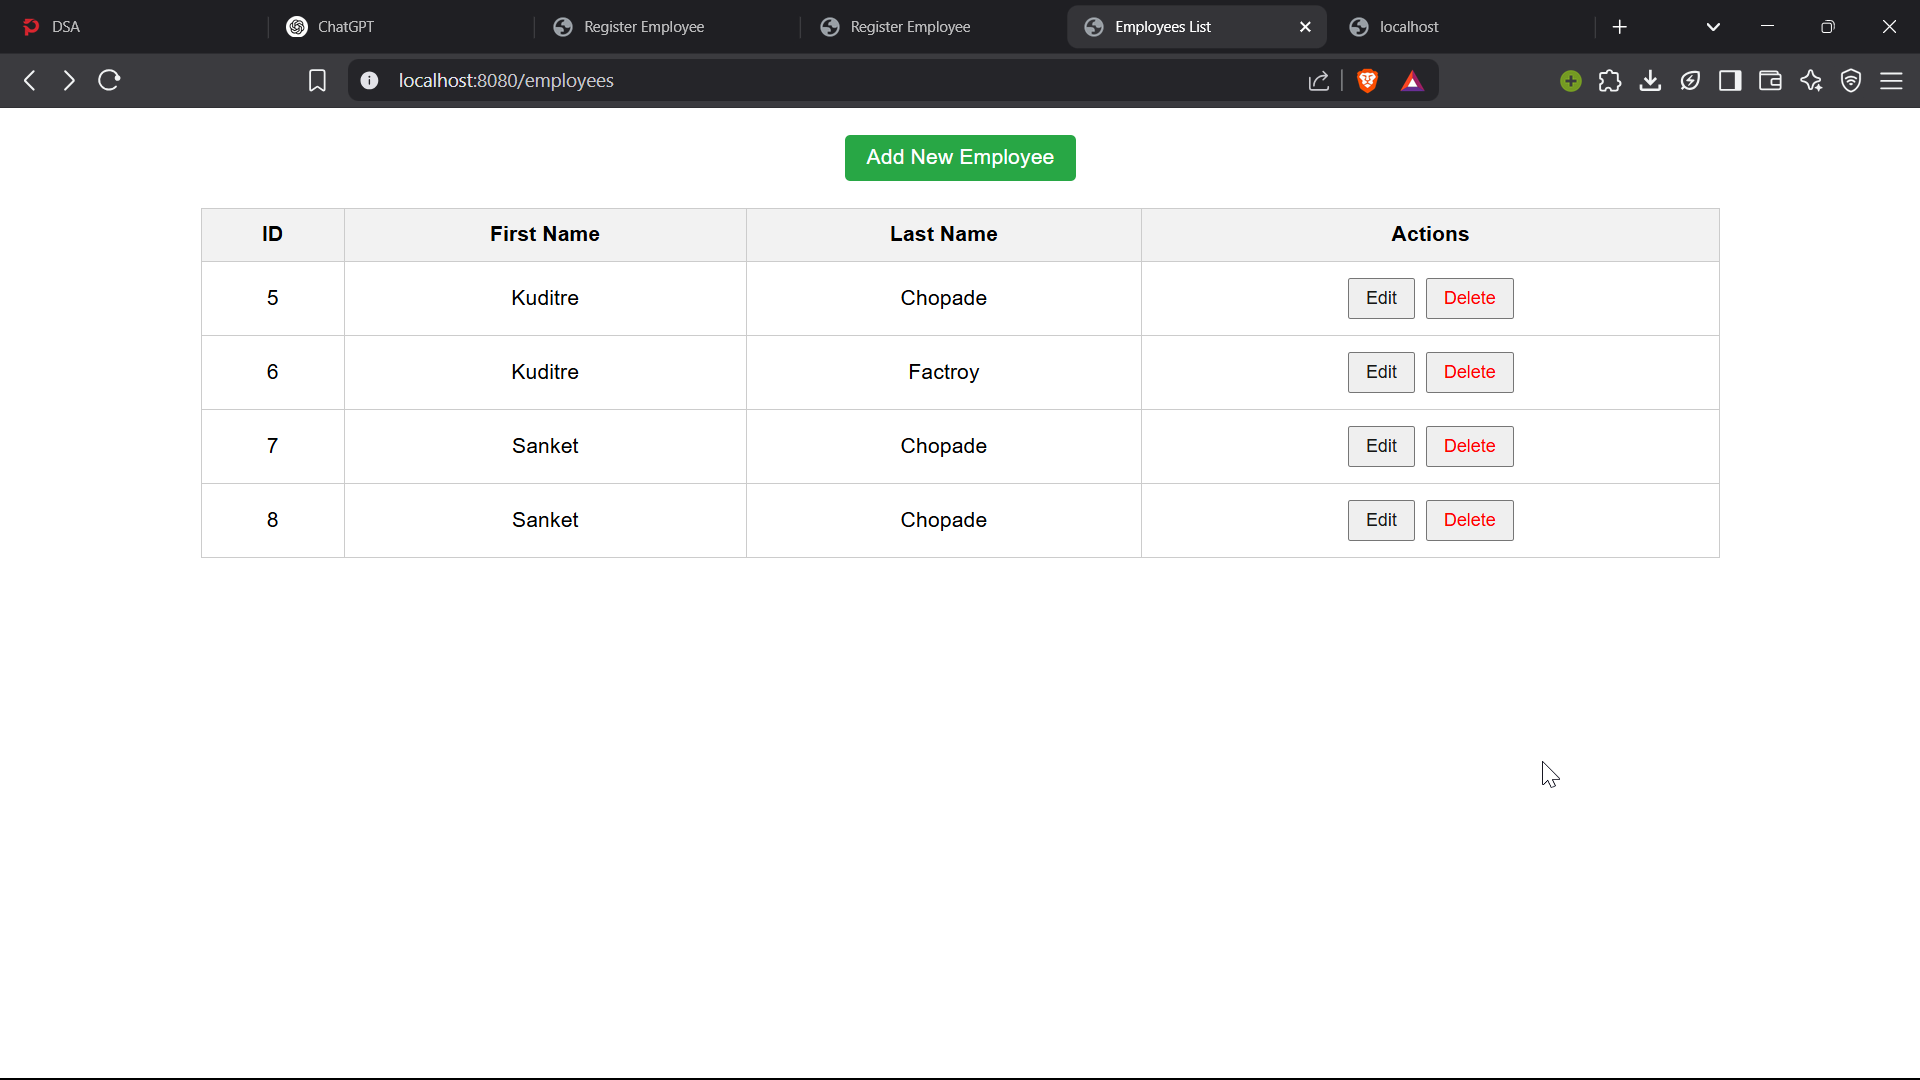 DSA
ChatGPT
Register Employee
Register Employee
Employees List
localhost
localhost:8080/employees
Add New Employee
ID First Name Last Name Actions
5 Kuditre Chopade Edit Delete
6 Kuditre Factroy Edit Delete
7 Sanket Chopade Edit Delete
8 Sanket Chopade Edit Delete